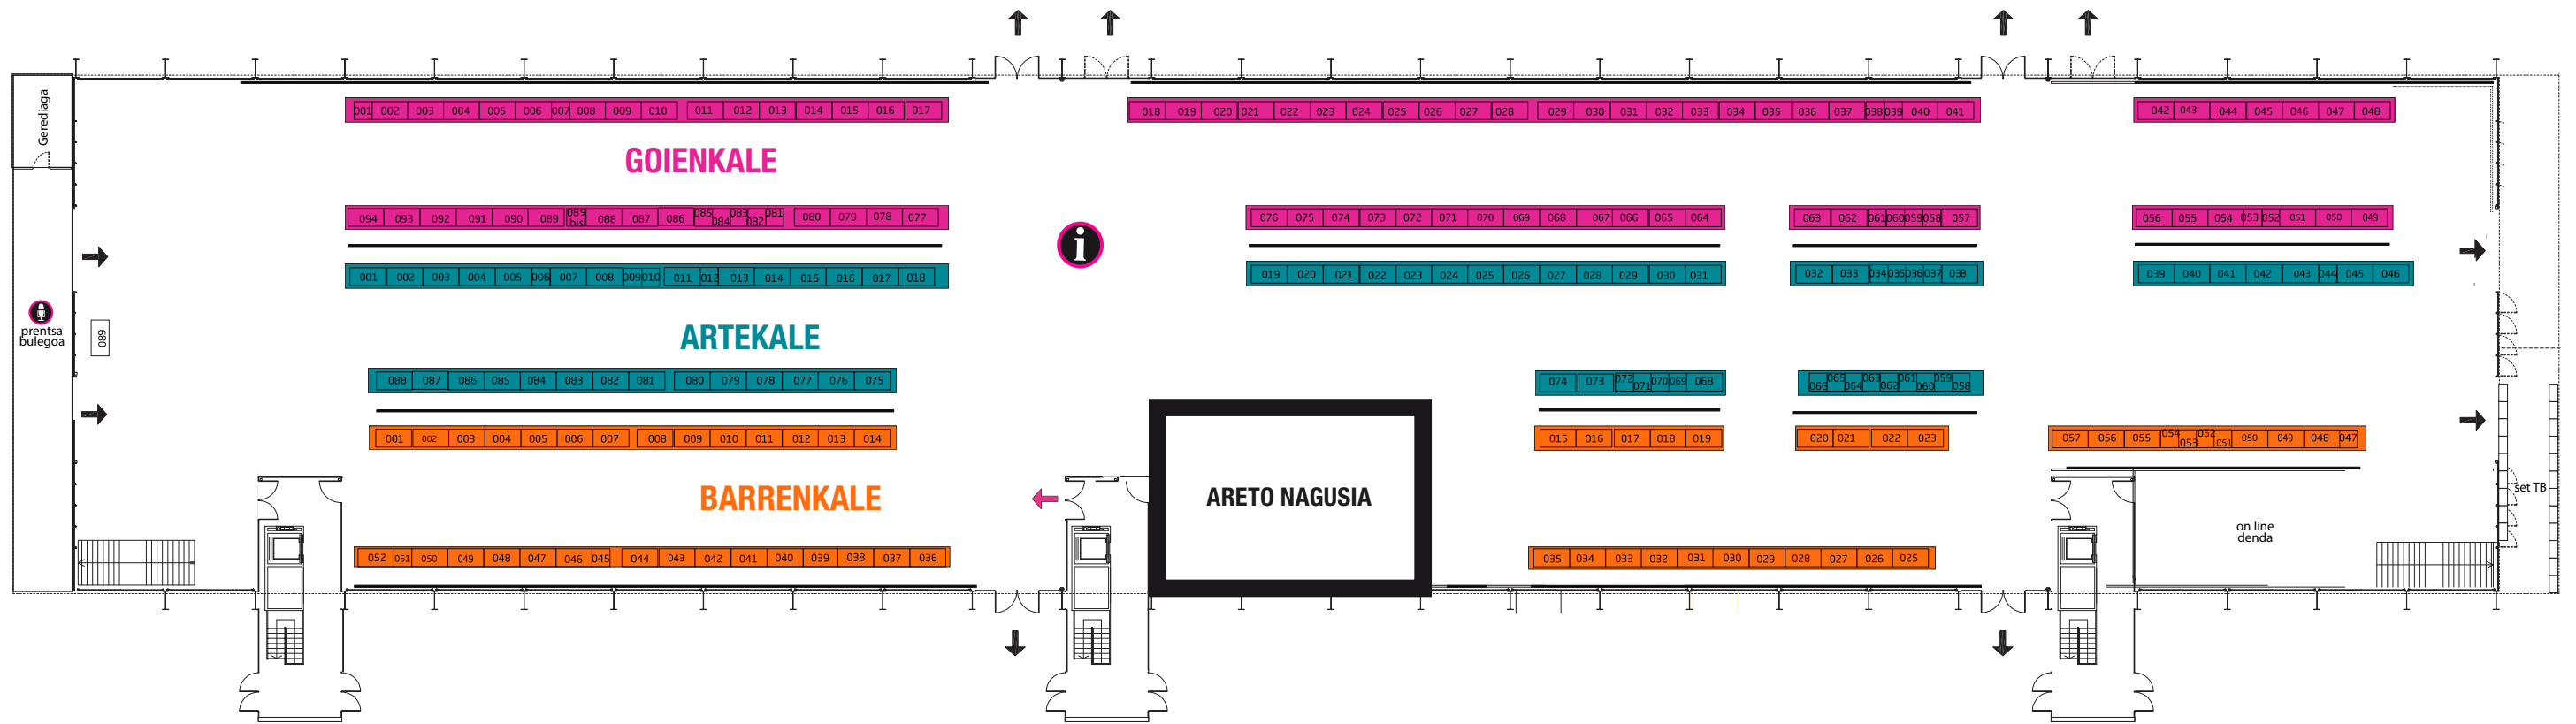 001 002 003 004 005 006 007 008 009 010 011 012 013 014 015 016 017
018 019 020 021 022 023 024 025 026 027 028 029 030 031 032 033 034 035 036 037 038 039 040 041
042 043 044 045 046 047 048
Gerediaga
GOIENKALE
094 093 092 091 090 089 089 bis 088 087 086 085 084 083 082 081 080 079 078 077
076 075 074 073 072 071 070 069 068 067 066 065 064
063 062 061 060 059 058 057
056 055 054 053 052 051 050 049
i
001 002 003 004 005 006 007 008 009 010 011 012 013 014 015 016 017 018
019 020 021 022 023 024 025 026 027 028 029 030 031
032 033 034 035 036 037 038
039 040 041 042 043 044 045 046
prentsa
bulegoa
089
ARTEKALE
088 087 086 085 084 083 082 081 080 079 078 077 076 075
074 073 072 071 070 069 068
066 065 064 063 062 061 060 059 058
001 002 003 004 005 006 007 008 009 010 011 012 013 014
015 016 017 018 019
020 021 022 023
057 056 055 054 053 052 051 050 049 048 047
BARRENKALE
ARETO NAGUSIA
set TB
on line
denda
052 051 050 049 048 047 046 045 044 043 042 041 040 039 038 037 036
035 034 033 032 031 030 029 028 027 026 025